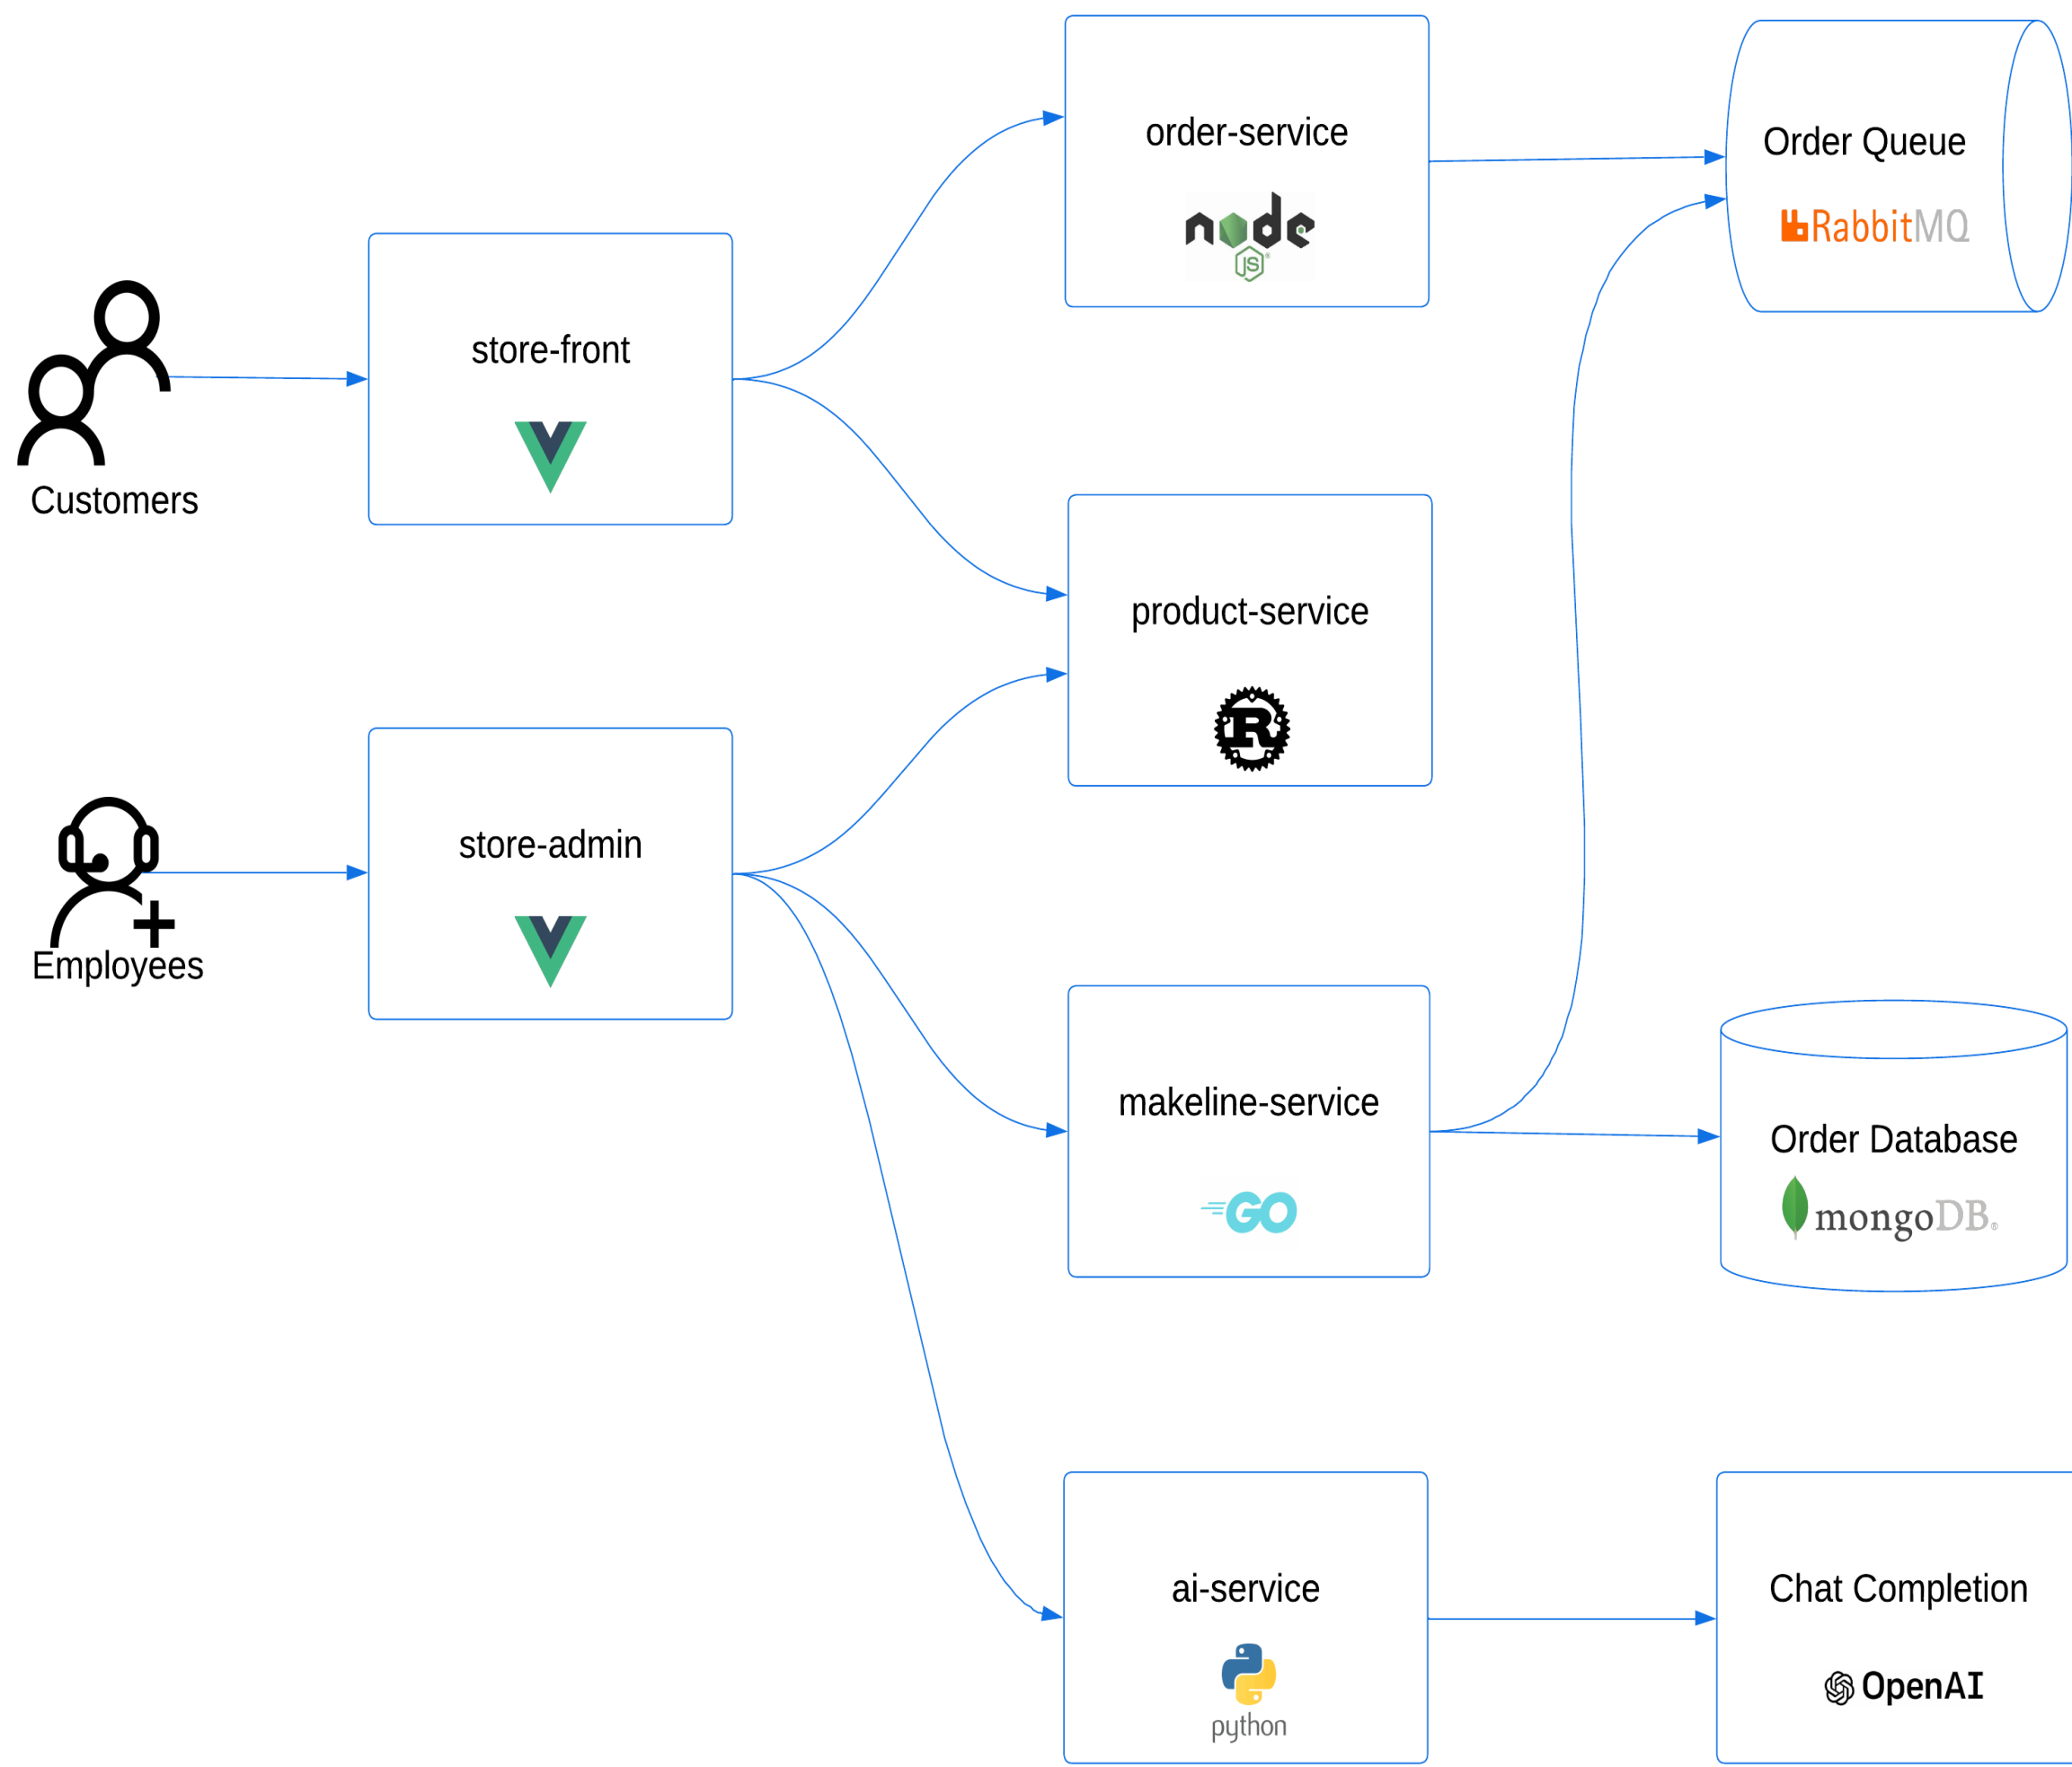 order-service
node
JS
Order Queue
RabbitMQ
store-front
Customers
product-service
R
store-admin
Employees
makeline-service
GO
Order Database
mongoDB®
ai-service
python
Chat Completion
OpenAI